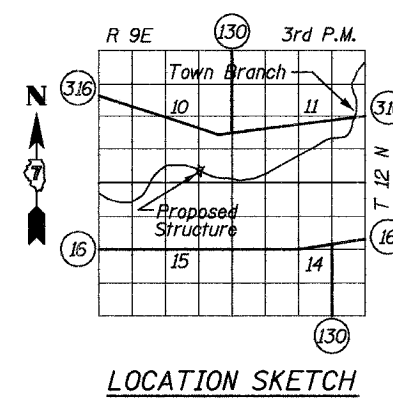 R 9E
130
3rd P.M.
Town Branch
316
10
11
N
7
T 12 N
Proposed
Structure
16
15
14
16
130
LOCATION SKETCH